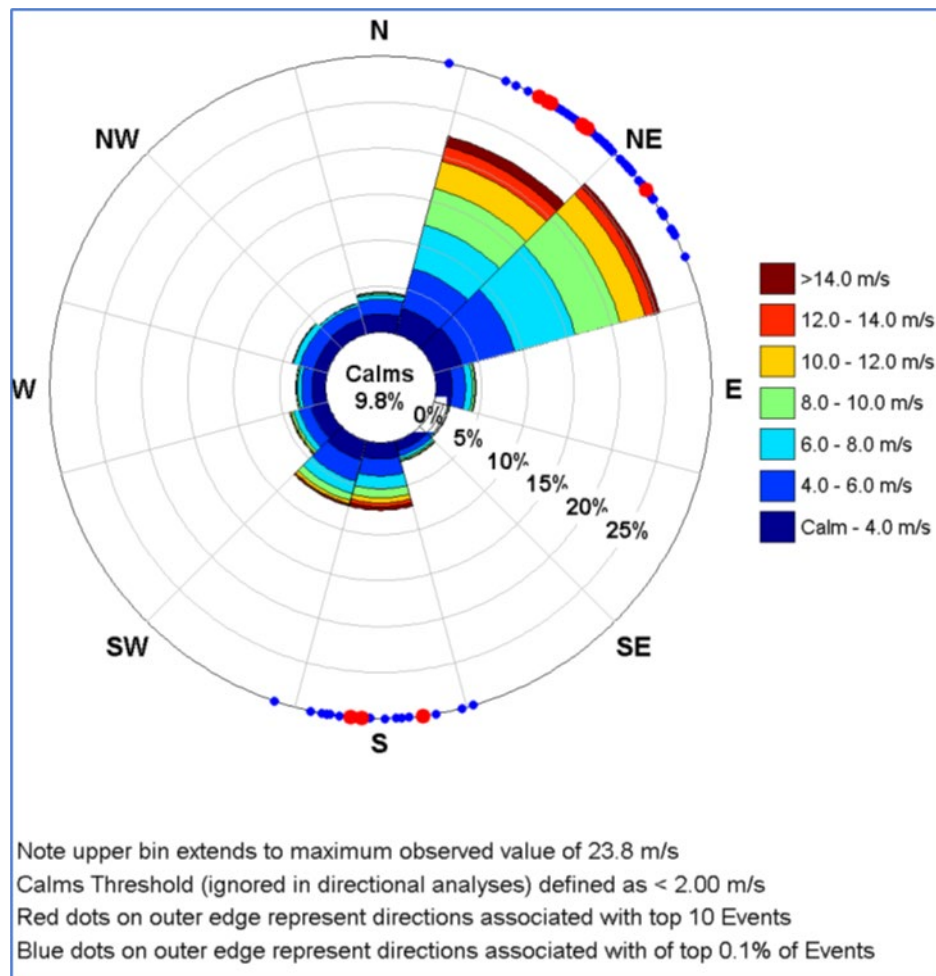 N
NW
NE
>14.0 m/s
12.0 - 14.0 m/s
10.0 - 12.0 m/s
8.0 - 10.0 m/s
6.0 - 8.0 m/s
4.0 - 6.0 m/s
Calm - 4.0 m/s
Calms
9.8%
W
E
0%
5%
10%
15%
20%
25%
SW
SE
S
Note upper bin extends to maximum observed value of 23.8 m/s
Calms Threshold (ignored in directional analyses) defined as < 2.00 m/s
Red dots on outer edge represent directions associated with top 10 Events
Blue dots on outer edge represent directions associated with of top 0.1% of Events